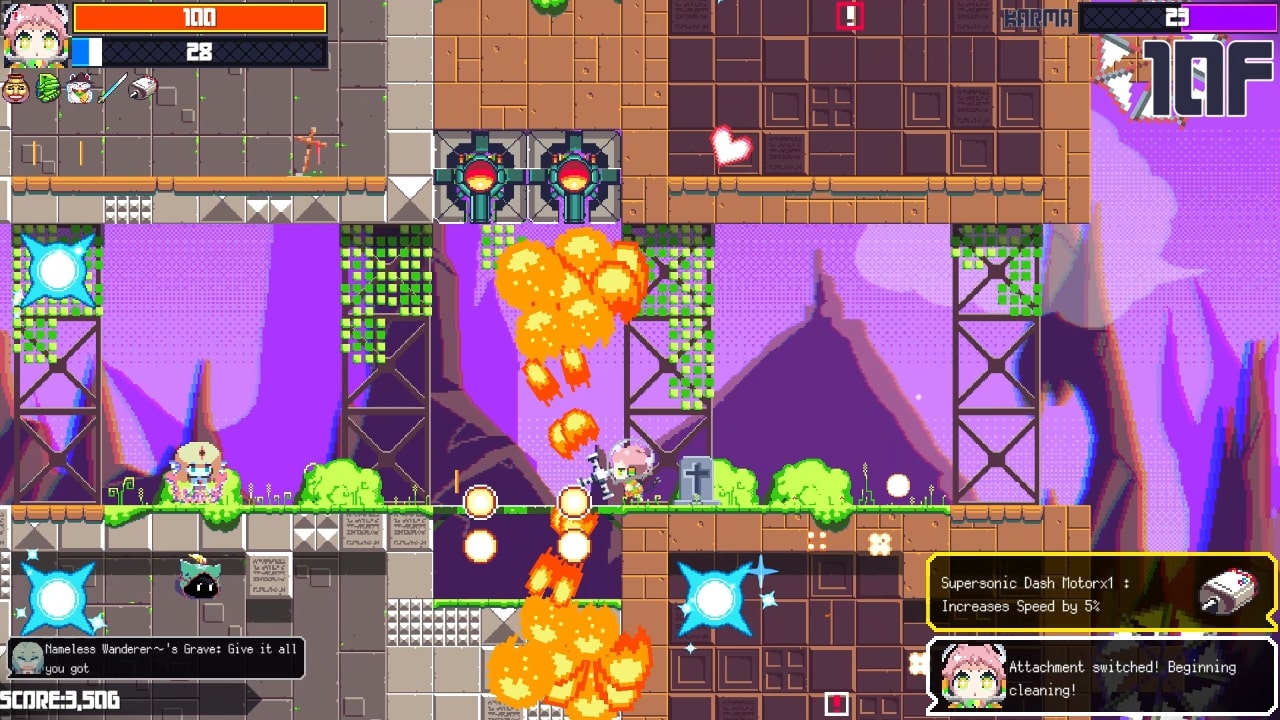 100
28
KARMA
23
10F
Supersonic Dash Motorx1 :
Increases Speed by 5%
Nameless Wanderer～'s Grave: Give it all
you got
Attachment switched! Beginning
cleaning!
SCORE:3,506